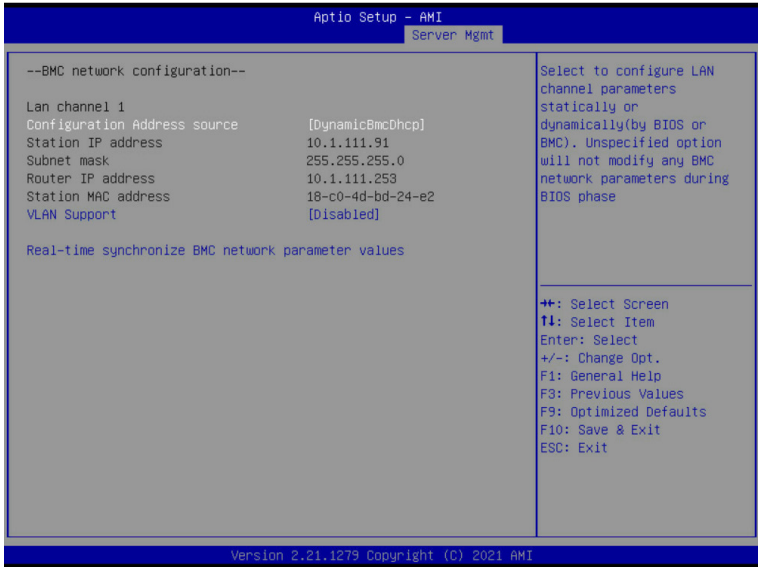 Aptio Setup – AMI
Server Mgmt
--BMC network configuration--
Lan channel 1
Configuration Address source [DynamicBmcDhcp]
Station IP address 10.1.111.91
Subnet mask 255.255.255.0
Router IP address 10.1.111.253
Station MAC address 18-c0-4d-bd-24-e2
VLAN Support [Disabled]
Real-time synchronize BMC network parameter values
Select to configure LAN
channel parameters
statically or
dynamically(by BIOS or
BMC). Unspecified option
will not modify any BMC
network parameters during
BIOS phase
→←: Select Screen
↑↓: Select Item
Enter: Select
+/-: Change Opt.
F1: General Help
F3: Previous Values
F9: Optimized Defaults
F10: Save & Exit
ESC: Exit
Version 2.21.1279 Copyright (C) 2021 AMI